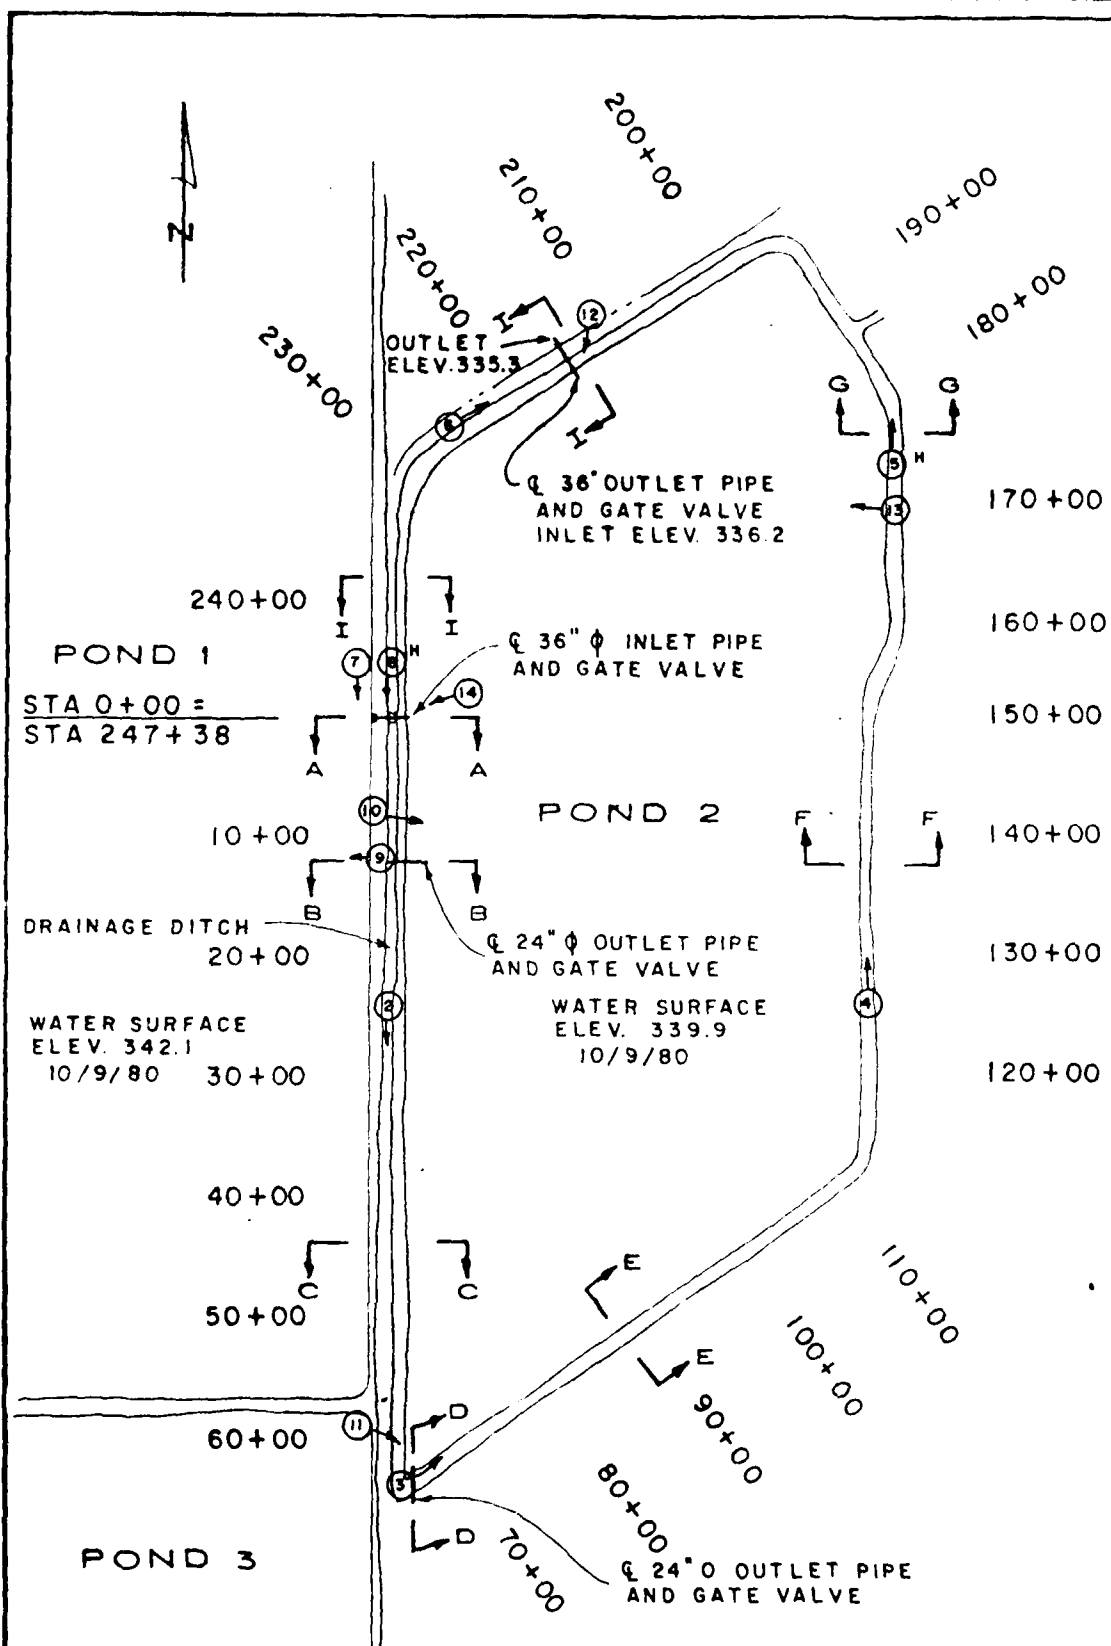 200+00
190+00
210+00
N
220+00
180+00
I
12
OUTLET
ELEV. 335.3
230+00
G G
I
6
5 H
℄ 36" OUTLET PIPE
AND GATE VALVE
INLET ELEV. 336.2
13
170+00
240+00
I I
160+00
POND 1
7 8 H
℄ 36" ϕ INLET PIPE
AND GATE VALVE
14
STA 0+00 =
STA 247+38
150+00
A A
10
POND 2
F F
10+00
140+00
9
B B
DRAINAGE DITCH
20+00
℄ 24" ϕ OUTLET PIPE
AND GATE VALVE
130+00
2
4
WATER SURFACE
ELEV. 342.1
10/9/80
WATER SURFACE
ELEV. 339.9
10/9/80
30+00
120+00
40+00
C C
E
110+00
50+00
100+00
E
90+00
11
D
60+00
3
80+00
D
70+00
POND 3
℄ 24" O OUTLET PIPE
AND GATE VALVE